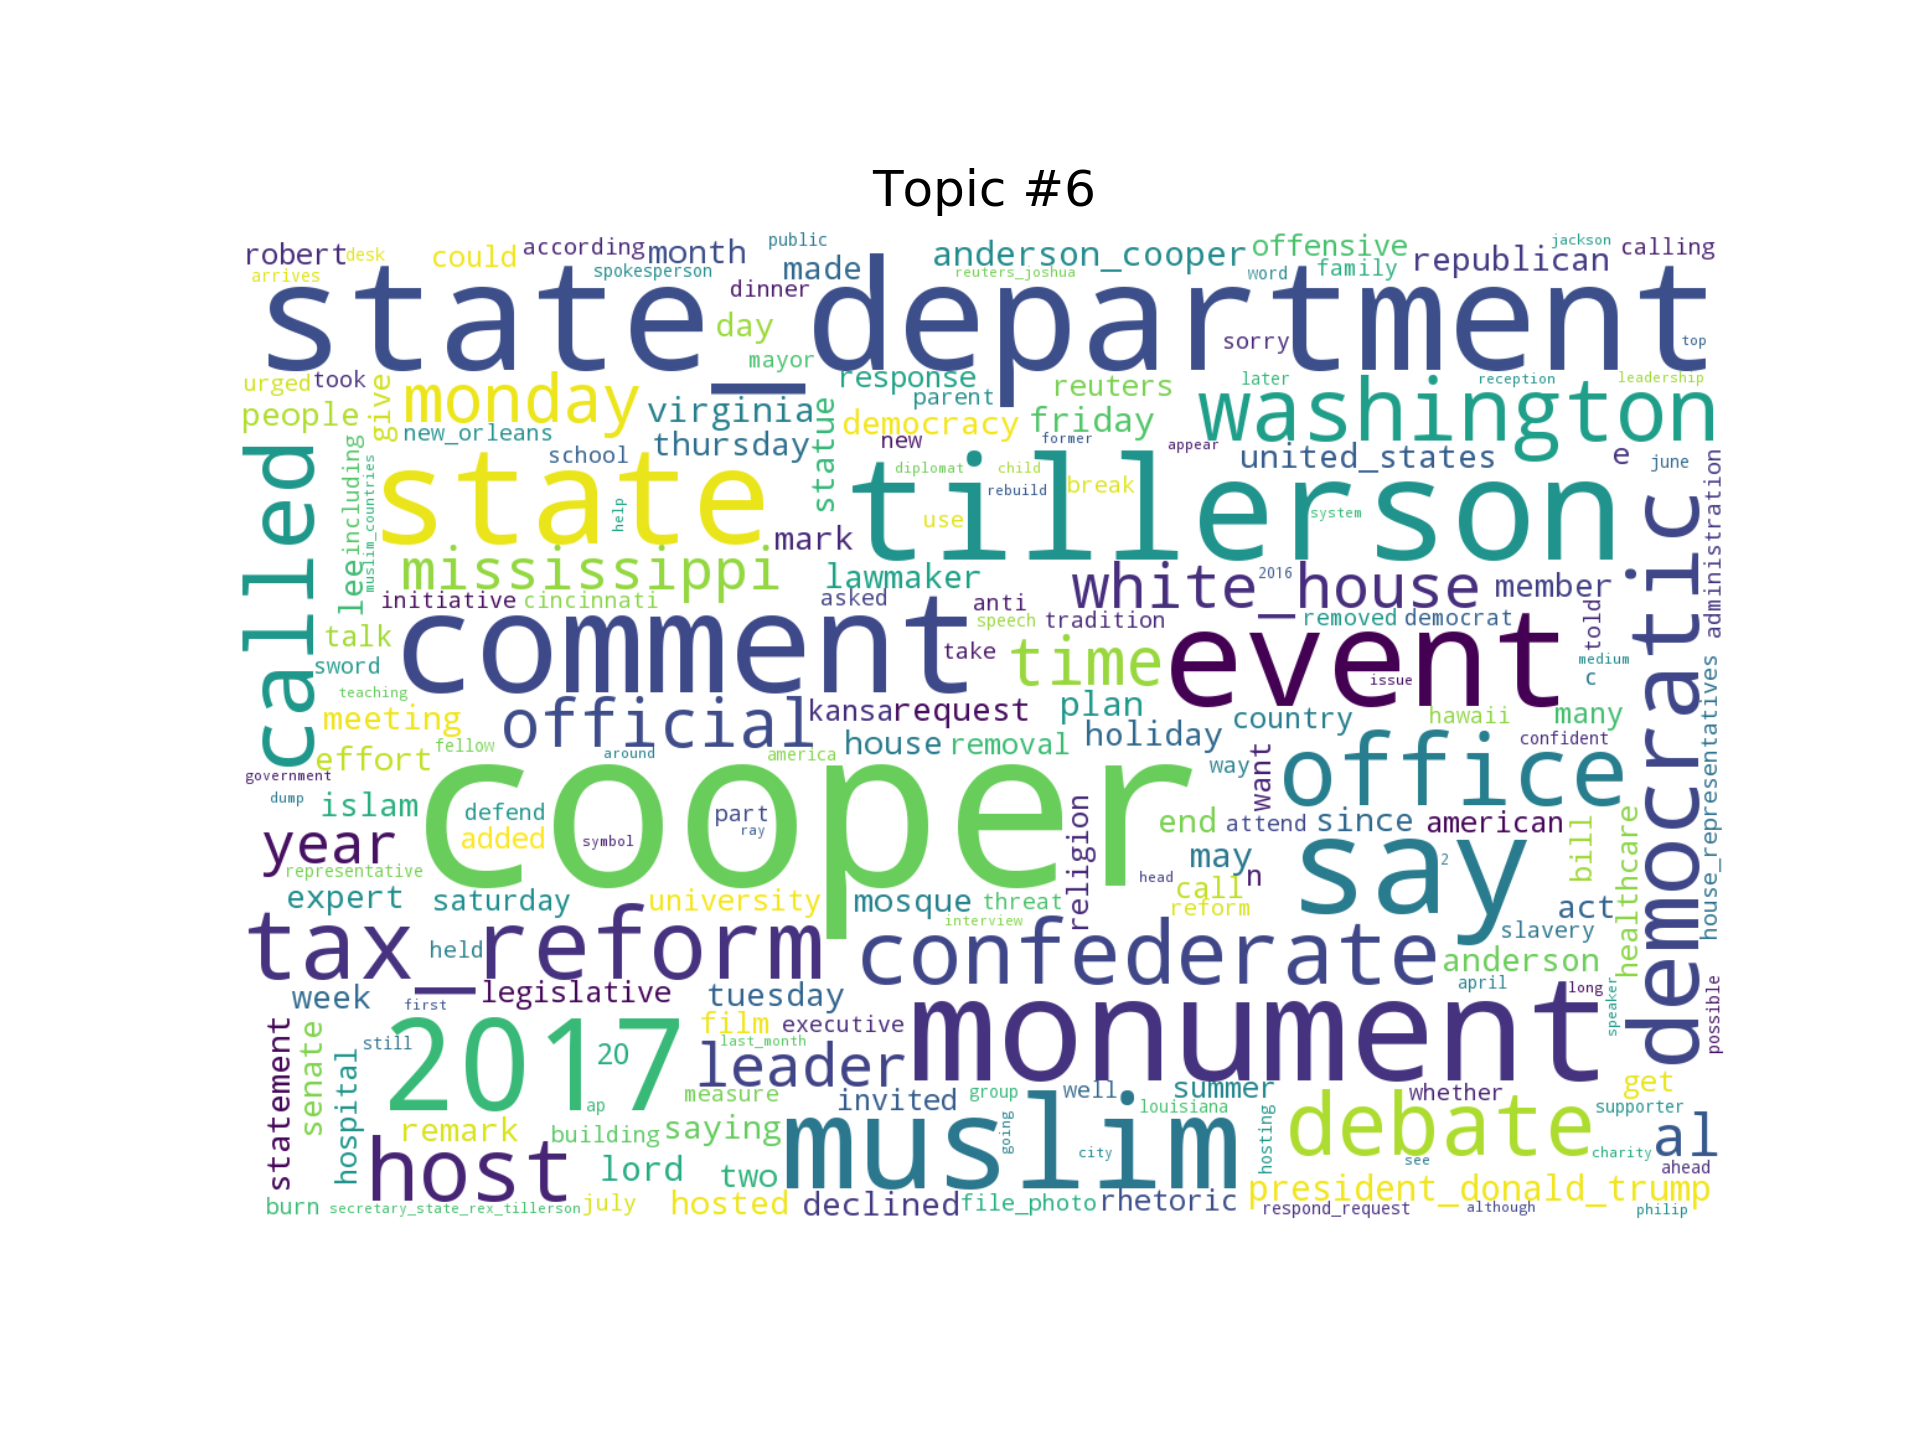 Topic #6
robert desk could according month public anderson_cooper offensive jackson republican calling
arrives spokesperson made reuters_joshua word family
dinner
state_department
day sorry top
mayor
urged took give monday response parent reuters later reception leadership washington
people virginia statue democracy friday
new_orleans thursday new former appear united_states e june
called school state tillerson administration
leeincluding muslim_countries help diplomat child rebuild break
lee including
use system
mark
mississippi lawmaker white_house 2016 member democratic
initiative cincinnati asked anti told
talk comment speech tradition removed democrat
sword take time event medium
teaching issue c
meeting official kansa request plan holiday country hawaii many house_representatives
effort fellow around america house removal confident
government way want office
dump islam cooper defend part
year added symbol ray religion end attend since american bill healthcare
representative may say 2
expert saturday university mosque threat head call n act
interview reform slavery
tax_reform held confederate anderson
week first legislative tuesday april long speaker possible
statement senate hospital still 2017 20 film executive leader monument
last_month
ap measure invited group well summer whether get
remark building saying going louisiana hosting debate supporter al
host lord two muslim city see charity ahead
burn secretary_state_rex_tillerson july hosted declined file_photo rhetoric president_donald_trump
respond_request although philip